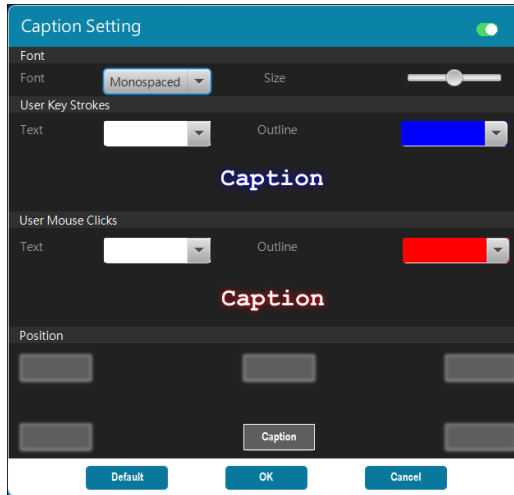 Caption Setting
Font
Font Monospaced Size
User Key Strokes
Text Outline
Caption
User Mouse Clicks
Text Outline
Caption
Position
Caption
Default OK Cancel